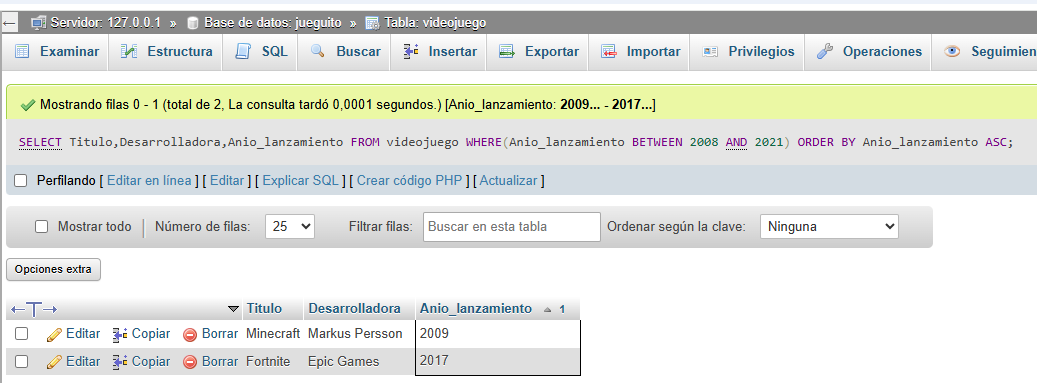 ← Servidor: 127.0.0.1 » Base de datos: jueguito » Tabla: videojuego
Examinar Estructura SQL Buscar Insertar Exportar Importar Privilegios Operaciones Seguimien
Mostrando filas 0 - 1 (total de 2, La consulta tardó 0,0001 segundos.) [Anio_lanzamiento: 2009... - 2017...]
SELECT Titulo,Desarrolladora,Anio_lanzamiento FROM videojuego WHERE(Anio_lanzamiento BETWEEN 2008 AND 2021) ORDER BY Anio_lanzamiento ASC;
Perfilando [ Editar en línea ] [ Editar ] [ Explicar SQL ] [ Crear código PHP ] [ Actualizar ]
Mostrar todo Número de filas: 25 Filtrar filas: Buscar en esta tabla Ordenar según la clave: Ninguna
Opciones extra
←T→ Titulo Desarrolladora Anio_lanzamiento 1
Editar Copiar Borrar Minecraft Markus Persson 2009
Editar Copiar Borrar Fortnite Epic Games 2017